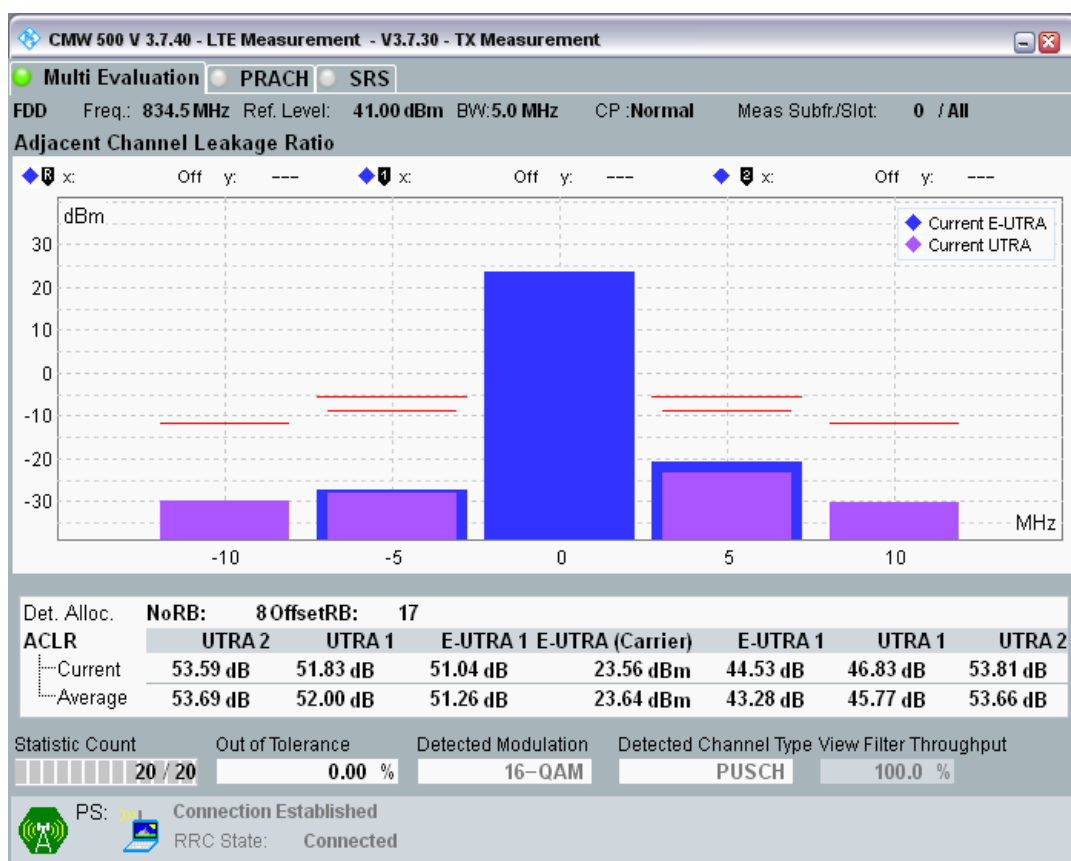 CMW 500 V 3.7.40 - LTE Measurement - V3.7.30 - TX Measurement
Multi Evaluation PRACH SRS
FDD Freq.: 834.5 MHz Ref. Level: 41.00 dBm BW:5.0 MHz CP :Normal Meas Subfr./Slot: 0 / All
Adjacent Channel Leakage Ratio
R x: Off y: --- 1 x: Off y: --- 2 x: Off y: ---
dBm
Current E-UTRA
Current UTRA
30
20
10
0
-10
-20
-30
MHz
-10 -5 0 5 10
Det. Alloc. NoRB: 8 OffsetRB: 17
ACLR UTRA 2 UTRA 1 E-UTRA 1 E-UTRA (Carrier) E-UTRA 1 UTRA 1 UTRA 2
Current 53.59 dB 51.83 dB 51.04 dB 23.56 dBm 44.53 dB 46.83 dB 53.81 dB
Average 53.69 dB 52.00 dB 51.26 dB 23.64 dBm 43.28 dB 45.77 dB 53.66 dB
Statistic Count Out of Tolerance Detected Modulation Detected Channel Type View Filter Throughput
20 / 20 0.00 % 16-QAM PUSCH 100.0 %
PS: Connection Established
RRC State: Connected